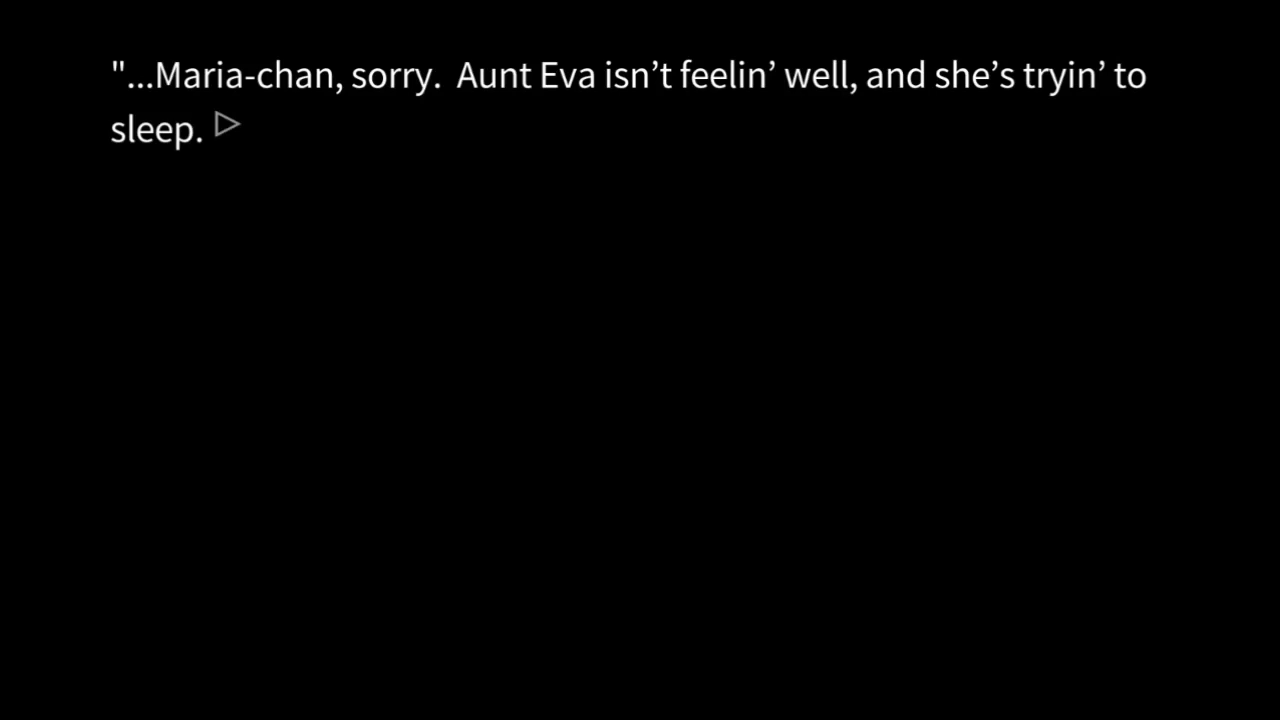 "...Maria-chan, sorry.  Aunt Eva isn’t feelin’ well, and she’s tryin’ to
sleep.